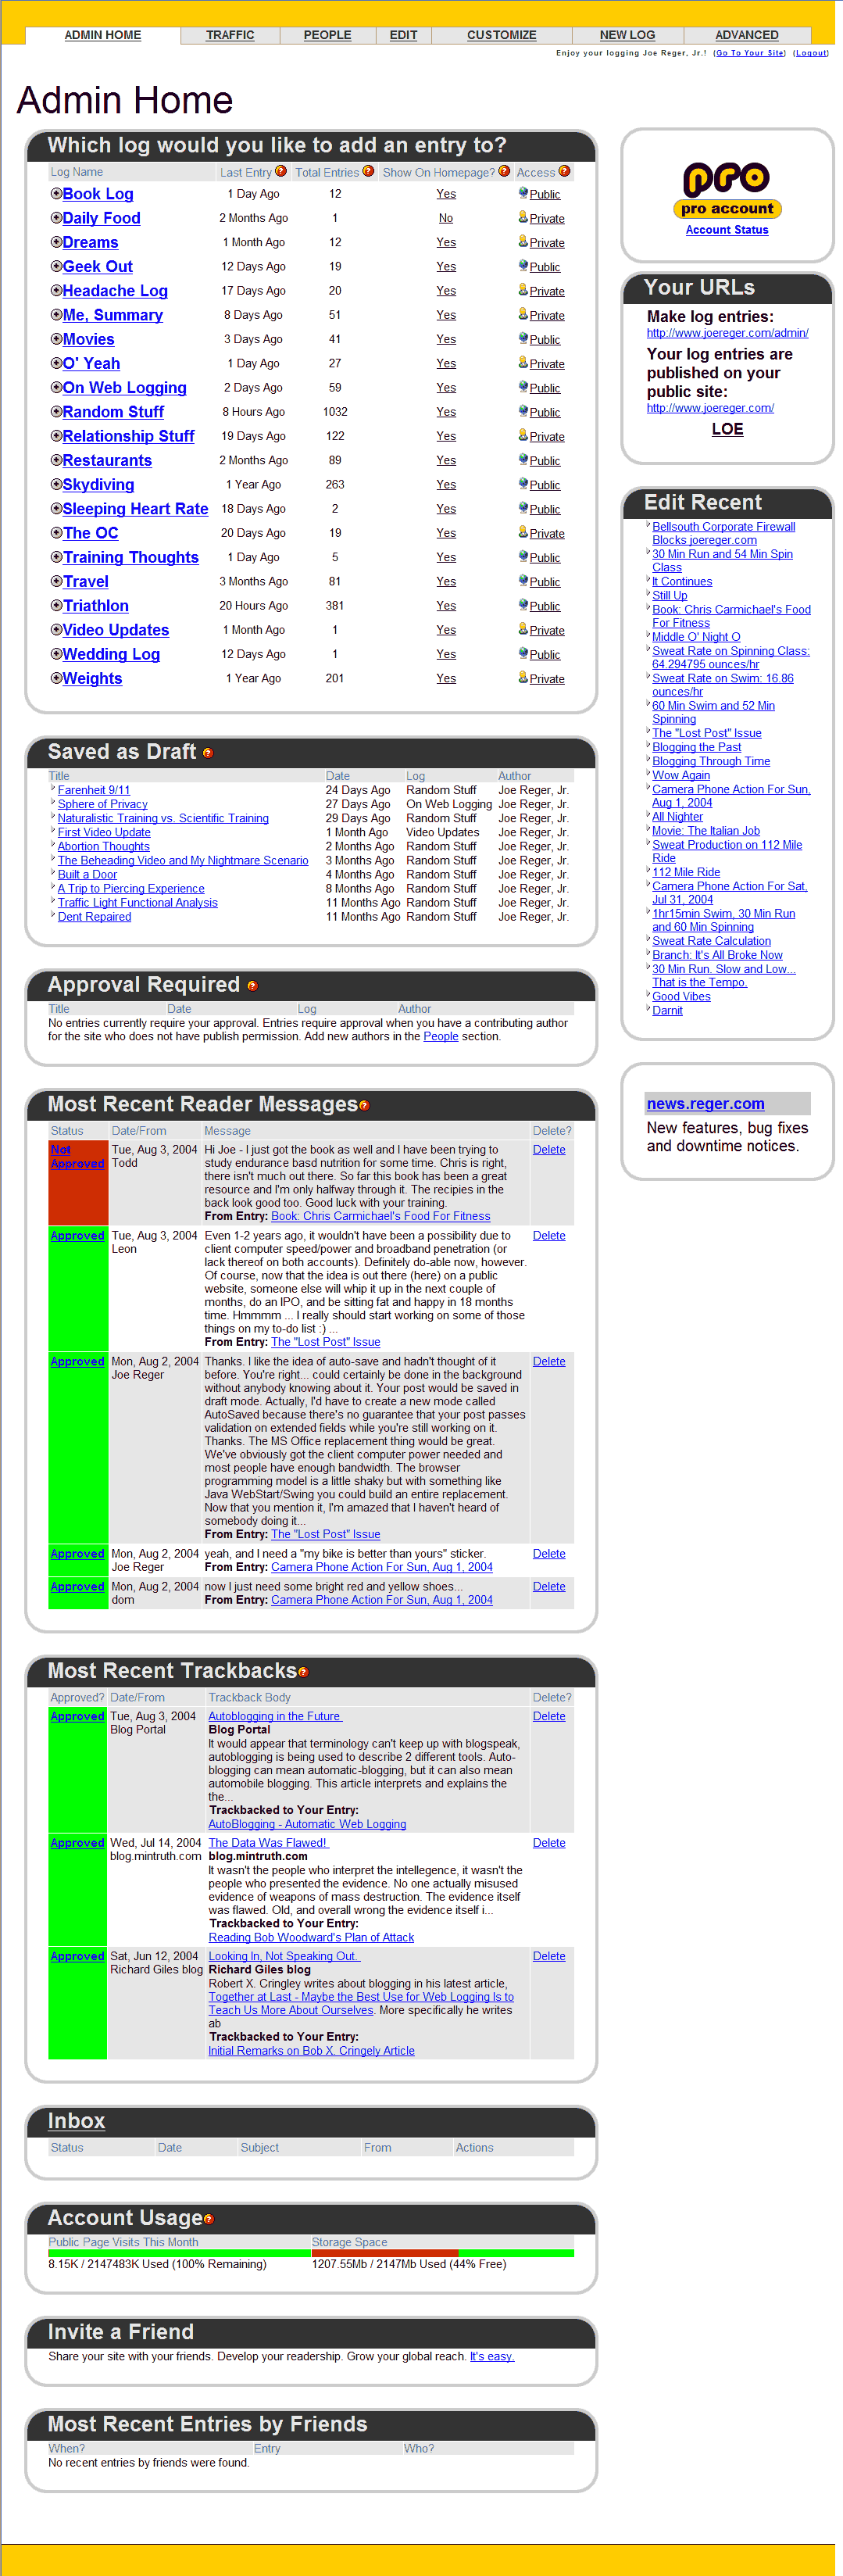 ADMIN HOME TRAFFIC PEOPLE EDIT CUSTOMIZE NEW LOG ADVANCED
Enjoy your logging Joe Reger, Jr.! (Go To Your Site) (Logout)
Admin Home
Which log would you like to add an entry to?
Log Name Last Entry ? Total Entries ? Show On Homepage? ? Access ?
Book Log 1 Day Ago 12 Yes Public
Daily Food 2 Months Ago 1 No Private
Dreams 1 Month Ago 12 Yes Private
Geek Out 12 Days Ago 19 Yes Public
Headache Log 17 Days Ago 20 Yes Private
Me, Summary 8 Days Ago 51 Yes Private
Movies 3 Days Ago 41 Yes Public
O' Yeah 1 Day Ago 27 Yes Private
On Web Logging 2 Days Ago 59 Yes Public
Random Stuff 8 Hours Ago 1032 Yes Public
Relationship Stuff 19 Days Ago 122 Yes Private
Restaurants 2 Months Ago 89 Yes Public
Skydiving 1 Year Ago 263 Yes Public
Sleeping Heart Rate 18 Days Ago 2 Yes Public
The OC 20 Days Ago 19 Yes Private
Training Thoughts 1 Day Ago 5 Yes Public
Travel 3 Months Ago 81 Yes Public
Triathlon 20 Hours Ago 381 Yes Public
Video Updates 1 Month Ago 1 Yes Private
Wedding Log 12 Days Ago 1 Yes Public
Weights 1 Year Ago 201 Yes Private
Saved as Draft ?
Title Date Log Author
Farenheit 9/11 24 Days Ago Random Stuff Joe Reger, Jr.
Sphere of Privacy 27 Days Ago On Web Logging Joe Reger, Jr.
Naturalistic Training vs. Scientific Training 29 Days Ago Random Stuff Joe Reger, Jr.
First Video Update 1 Month Ago Video Updates Joe Reger, Jr.
Abortion Thoughts 2 Months Ago Random Stuff Joe Reger, Jr.
The Beheading Video and My Nightmare Scenario 3 Months Ago Random Stuff Joe Reger, Jr.
Built a Door 4 Months Ago Random Stuff Joe Reger, Jr.
A Trip to Piercing Experience 8 Months Ago Random Stuff Joe Reger, Jr.
Traffic Light Functional Analysis 11 Months Ago Random Stuff Joe Reger, Jr.
Dent Repaired 11 Months Ago Random Stuff Joe Reger, Jr.
Approval Required ?
Title Date Log Author
No entries currently require your approval. Entries require approval when you have a contributing author
for the site who does not have publish permission. Add new authors in the People section.
Most Recent Reader Messages ?
Status Date/From Message Delete?
Not Approved Tue, Aug 3, 2004 Todd
Hi Joe - I just got the book as well and I have been trying to
study endurance basd nutrition for some time. Chris is right,
there isn't much out there. So far this book has been a great
resource and I'm only halfway through it. The recipies in the
back look good too. Good luck with your training.
From Entry: Book: Chris Carmichael's Food For Fitness
Delete
Approved Tue, Aug 3, 2004 Leon
Even 1-2 years ago, it wouldn't have been a possibility due to
client computer speed/power and broadband penetration (or
lack thereof on both accounts). Definitely do-able now, however.
Of course, now that the idea is out there (here) on a public
website, someone else will whip it up in the next couple of
months, do an IPO, and be sitting fat and happy in 18 months
time. Hmmmm ... I really should start working on some of those
things on my to-do list :) ...
From Entry: The "Lost Post" Issue
Delete
Approved Mon, Aug 2, 2004 Joe Reger
Thanks. I like the idea of auto-save and hadn't thought of it
before. You're right... could certainly be done in the background
without anybody knowing about it. Your post would be saved in
draft mode. Actually, I'd have to create a new mode called
AutoSaved because there's no guarantee that your post passes
validation on extended fields while you're still working on it.
Thanks. The MS Office replacement thing would be great.
We've obviously got the client computer power needed and
most people have enough bandwidth. The browser
programming model is a little shaky but with something like
Java WebStart/Swing you could build an entire replacement.
Now that you mention it, I'm amazed that I haven't heard of
somebody doing it...
From Entry: The "Lost Post" Issue
Delete
Approved Mon, Aug 2, 2004 Joe Reger
yeah, and I need a "my bike is better than yours" sticker.
From Entry: Camera Phone Action For Sun, Aug 1, 2004
Delete
Approved Mon, Aug 2, 2004 dom
now I just need some bright red and yellow shoes...
From Entry: Camera Phone Action For Sun, Aug 1, 2004
Delete
Most Recent Trackbacks ?
Approved? Date/From Trackback Body Delete?
Approved Tue, Aug 3, 2004 Blog Portal
Autoblogging in the Future
Blog Portal
It would appear that terminology can't keep up with blogspeak,
autoblogging is being used to describe 2 different tools. Auto-
blogging can mean automatic-blogging, but it can also mean
automobile blogging. This article interprets and explains the
the...
Trackbacked to Your Entry:
AutoBlogging - Automatic Web Logging
Delete
Approved Wed, Jul 14, 2004 blog.mintruth.com
The Data Was Flawed!
blog.mintruth.com
It wasn't the people who interpret the intellegence, it wasn't the
people who presented the evidence. No one actually misused
evidence of weapons of mass destruction. The evidence itself
was flawed. Old, and overall wrong the evidence itself i...
Trackbacked to Your Entry:
Reading Bob Woodward's Plan of Attack
Delete
Approved Sat, Jun 12, 2004 Richard Giles blog
Looking In, Not Speaking Out.
Richard Giles blog
Robert X. Cringley writes about blogging in his latest article,
Together at Last - Maybe the Best Use for Web Logging Is to
Teach Us More About Ourselves. More specifically he writes
ab
Trackbacked to Your Entry:
Initial Remarks on Bob X. Cringely Article
Delete
Inbox
Status Date Subject From Actions
Account Usage ?
Public Page Visits This Month Storage Space
8.15K / 2147483K Used (100% Remaining) 1207.55Mb / 2147Mb Used (44% Free)
Invite a Friend
Share your site with your friends. Develop your readership. Grow your global reach. It's easy.
Most Recent Entries by Friends
When? Entry Who?
No recent entries by friends were found.
pro
pro account
Account Status
Your URLs
Make log entries:
http://www.joereger.com/admin/
Your log entries are
published on your
public site:
http://www.joereger.com/
LOE
Edit Recent
Bellsouth Corporate Firewall
Blocks joereger.com
30 Min Run and 54 Min Spin
Class
It Continues
Still Up
Book: Chris Carmichael's Food
For Fitness
Middle O' Night O
Sweat Rate on Spinning Class:
64.294795 ounces/hr
Sweat Rate on Swim: 16.86
ounces/hr
60 Min Swim and 52 Min
Spinning
The "Lost Post" Issue
Blogging the Past
Blogging Through Time
Wow Again
Camera Phone Action For Sun,
Aug 1, 2004
All Nighter
Movie: The Italian Job
Sweat Production on 112 Mile
Ride
112 Mile Ride
Camera Phone Action For Sat,
Jul 31, 2004
1hr15min Swim, 30 Min Run
and 60 Min Spinning
Sweat Rate Calculation
Branch: It's All Broke Now
30 Min Run. Slow and Low...
That is the Tempo.
Good Vibes
Darnit
news.reger.com
New features, bug fixes
and downtime notices.